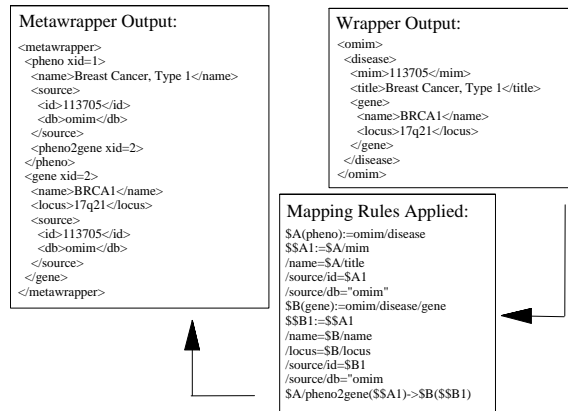 Metawrapper Output:
<metawrapper>
<pheno xid=1>
<name>Breast Cancer, Type 1</name>
<source>
<id>113705</id>
<db>omim</db>
</source>
<pheno2gene xid=2>
</pheno>
<gene xid=2>
<name>BRCA1</name>
<locus>17q21</locus>
<source>
<id>113705</id>
<db>omim</db>
</source>
</gene>
</metawrapper>
Wrapper Output:
<omim>
<disease>
<mim>113705</mim>
<title>Breast Cancer, Type 1</title>
<gene>
<name>BRCA1</name>
<locus>17q21</locus>
</gene>
</disease>
</omim>
Mapping Rules Applied:
$A(pheno):=omim/disease
$$A1:=$A/mim
/name=$A/title
/source/id=$A1
/source/db="omim"
$B(gene):=omim/disease/gene
$$B1:=$$A1
/name=$B/name
/locus=$B/locus
/source/id=$B1
/source/db="omim
$A/pheno2gene($$A1)->$B($$B1)